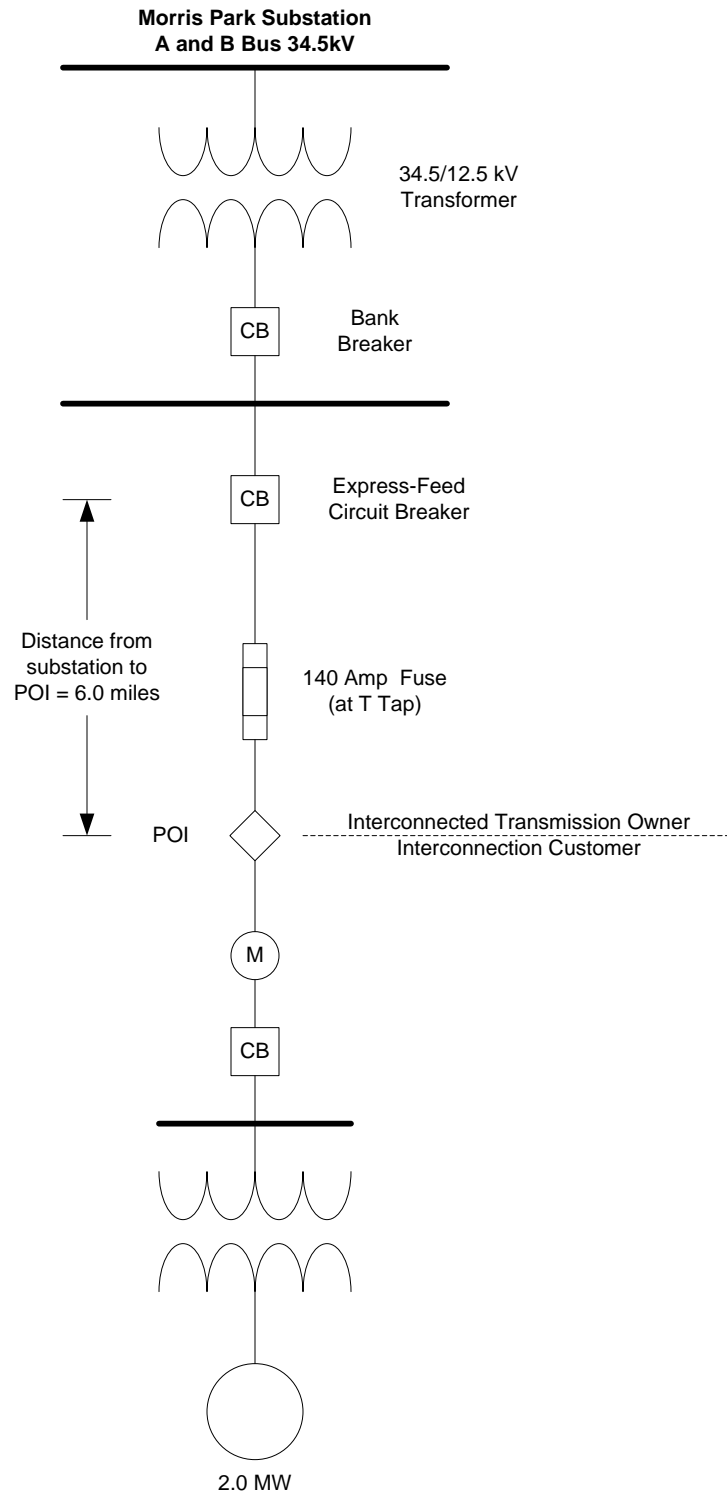 Morris Park Substation
A and B Bus 34.5kV
34.5/12.5 kV
Transformer
CB
Bank
Breaker
CB
Express-Feed
Circuit Breaker
Distance from
substation to
POI = 6.0 miles
140 Amp Fuse
(at T Tap)
POI
Interconnected Transmission Owner
Interconnection Customer
M
CB
2.0 MW